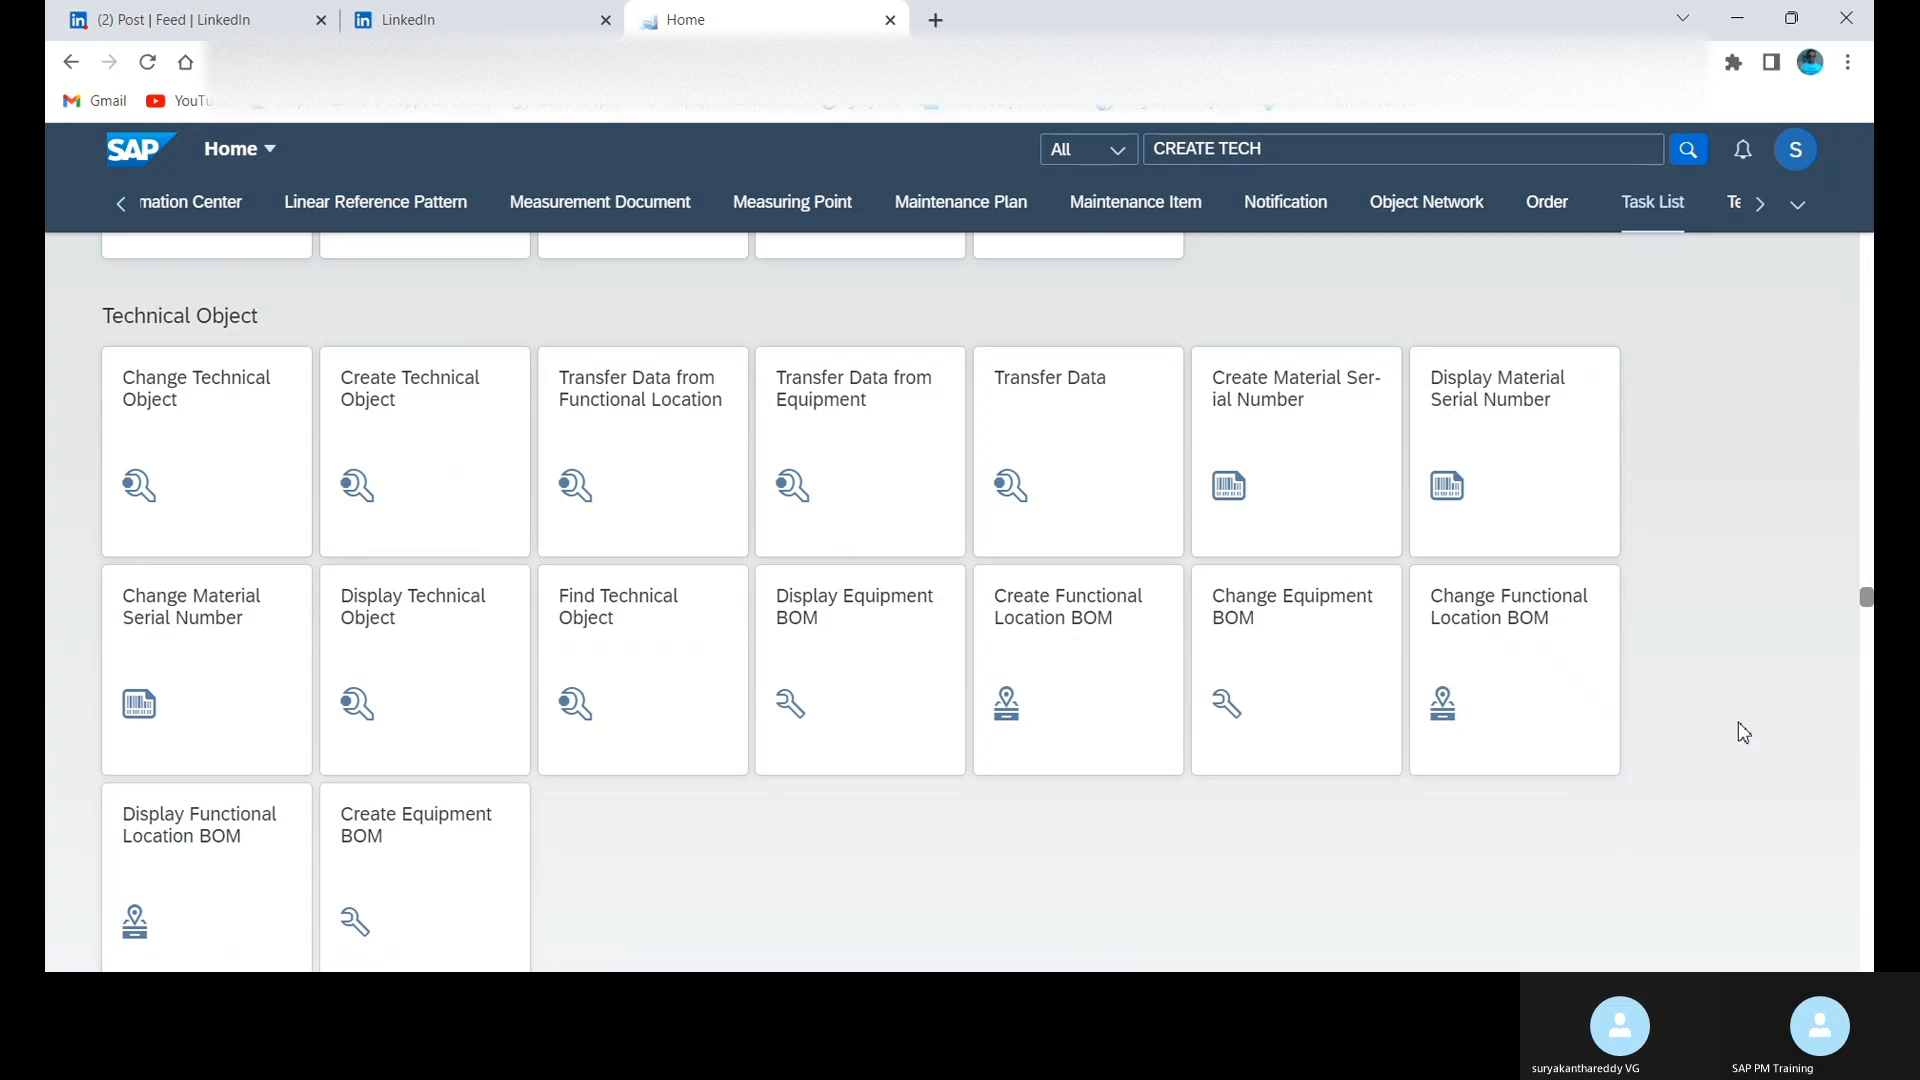 (2) Post | Feed | LinkedIn
LinkedIn
Home
Gmail
SAP
Home
All
CREATE TECH
S
mation Center
Linear Reference Pattern
Measurement Document
Measuring Point
Maintenance Plan
Maintenance Item
Notification
Object Network
Order
Task List
Te
Technical Object
Change Technical
Object
Create Technical
Object
Transfer Data from
Functional Location
Transfer Data from
Equipment
Transfer Data
Create Material Ser-
ial Number
Display Material
Serial Number
Change Material
Serial Number
Display Technical
Object
Find Technical
Object
Display Equipment
BOM
Create Functional
Location BOM
Change Equipment
BOM
Change Functional
Location BOM
Display Functional
Location BOM
Create Equipment
BOM
suryakanthareddy VG
SAP PM Training